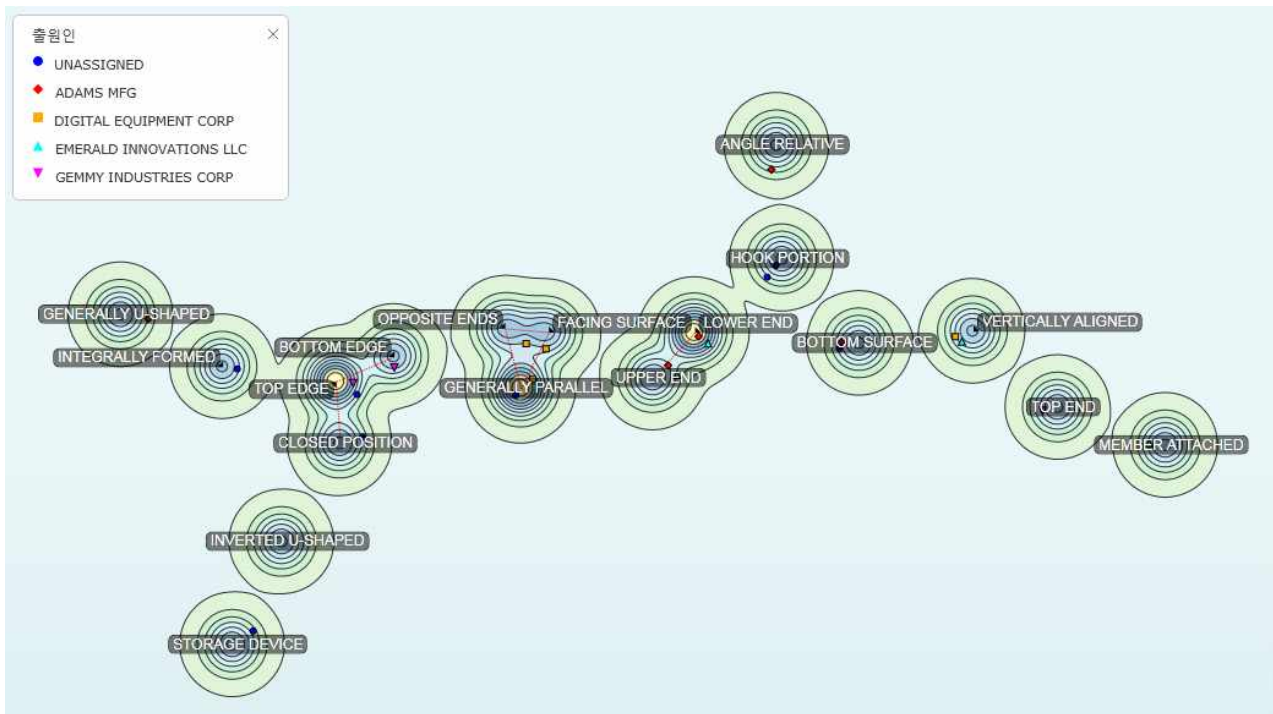 출원인
UNASSIGNED
ADAMS MFG
DIGITAL EQUIPMENT CORP
EMERALD INNOVATIONS LLC
GEMMY INDUSTRIES CORP
ANGLE RELATIVE
HOOK PORTION
GENERALLY U-SHAPED
OPPOSITE ENDS
FACING SURFACE
LOWER END
VERTICALLY ALIGNED
BOTTOM SURFACE
BOTTOM EDGE
INTEGRALLY FORMED
UPPER END
TOP EDGE
GENERALLY PARALLEL
TOP END
CLOSED POSITION
MEMBER ATTACHED
INVERTED U-SHAPED
STORAGE DEVICE